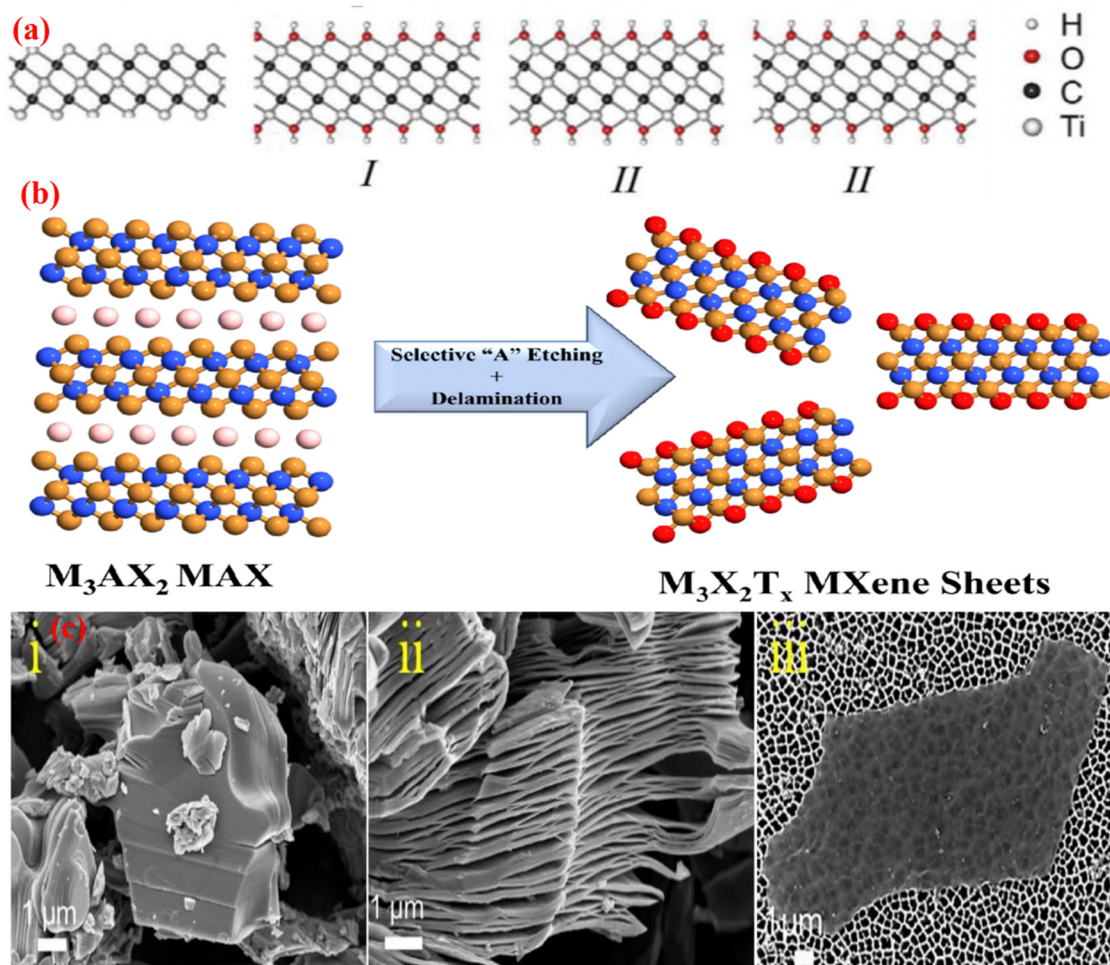 (a)
H
O
C
Ti
I
II
II
(b)
Selective “A” Etching
+
Delamination
M₃AX₂ MAX
M₃X₂Tₓ MXene Sheets
(c)
i
ii
iii
1 µm
1 µm
1 µm